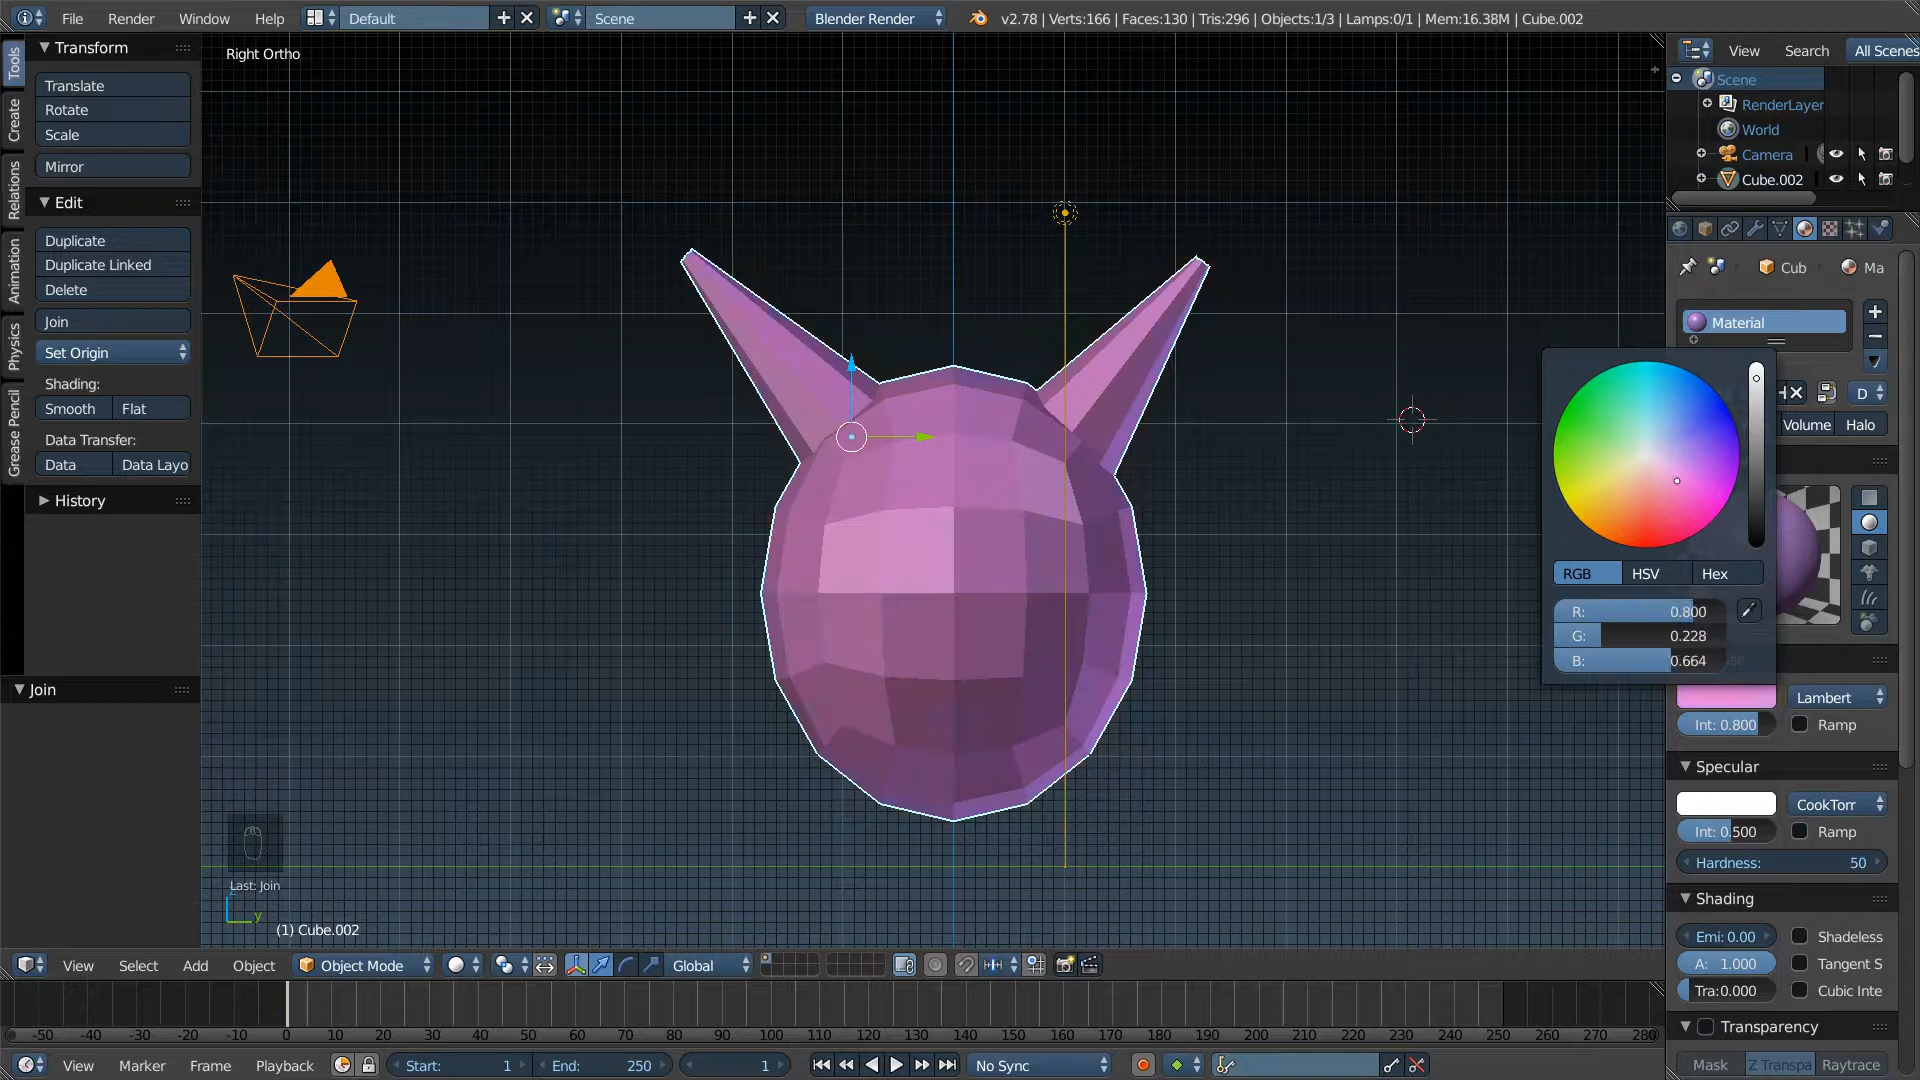 File Render Window Help Default Scene Blender Render v2.78 | Verts:166 | Faces:130 | Tris:296 | Objects:1/3 | Lamps:0/1 | Mem:16.38M | Cube.002
Tools
Create
Relations
Animation
Physics
Grease Pencil
Transform
Translate
Rotate
Scale
Mirror
Edit
Duplicate
Duplicate Linked
Delete
Join
Set Origin
Shading:
Smooth Flat
Data Transfer:
Data Data Layo
History
Join
Right Ortho
Last: Join
z
y
(1) Cube.002
View Search All Scenes
Scene
RenderLayer
World
Camera
Cube.002
Cub Ma
Material
D
Volume Halo
RGB HSV Hex
R: 0.800
G: 0.228
B: 0.664
Lambert
Int: 0.800 Ramp
Specular
CookTorr
Int: 0.500 Ramp
Hardness: 50
Shading
Emi: 0.00 Shadeless
A: 1.000 Tangent S
Tra:0.000 Cubic Inte
Transparency
Mask Z Transpa Raytrace
View Select Add Object Object Mode Global
-50 -40 -30 -20 -10 0 10 20 30 40 50 60 70 80 90 100 110 120 130 140 150 160 170 180 190 200 210 220 230 240 250 260 270 280
View Marker Frame Playback Start: 1 End: 250 1 No Sync